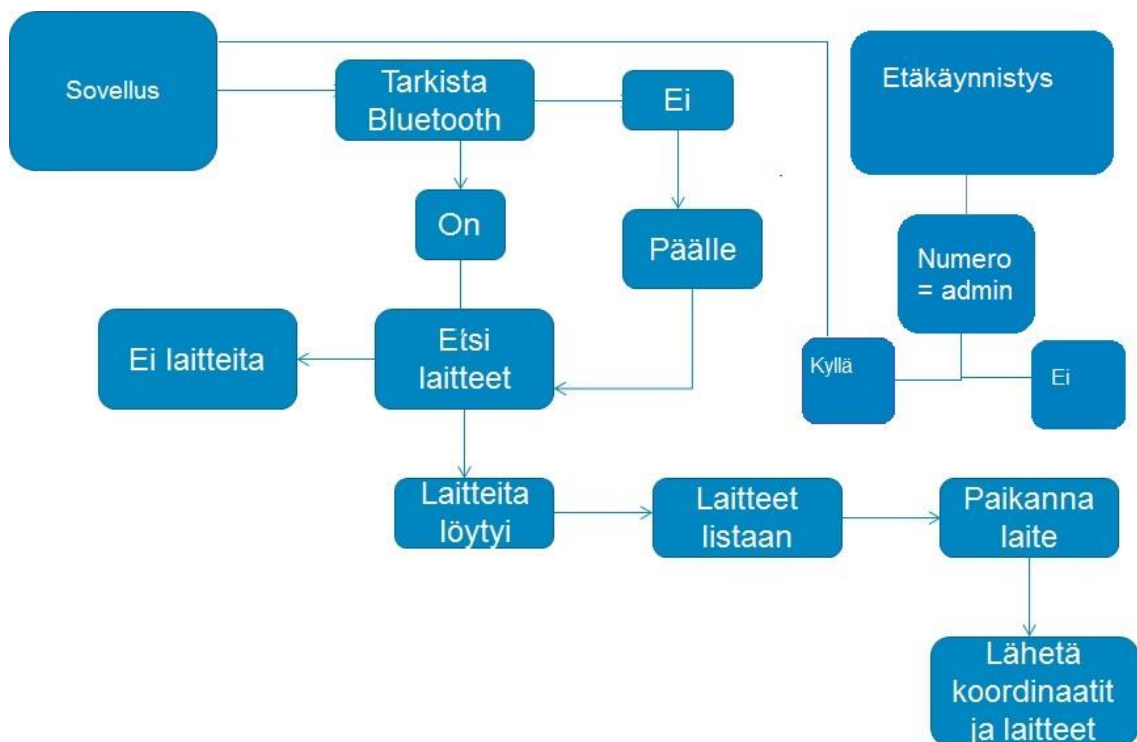 Sovellus
Tarkista
Bluetooth
Ei
Etäkäynnistys
On
Päälle
Numero
= admin
Ei laitteita
Etsi
laitteet
Kyllä
Ei
Laitteita
löytyi
Laitteet
listaan
Paikanna
laite
Lähetä
koordinaatit
ja laitteet